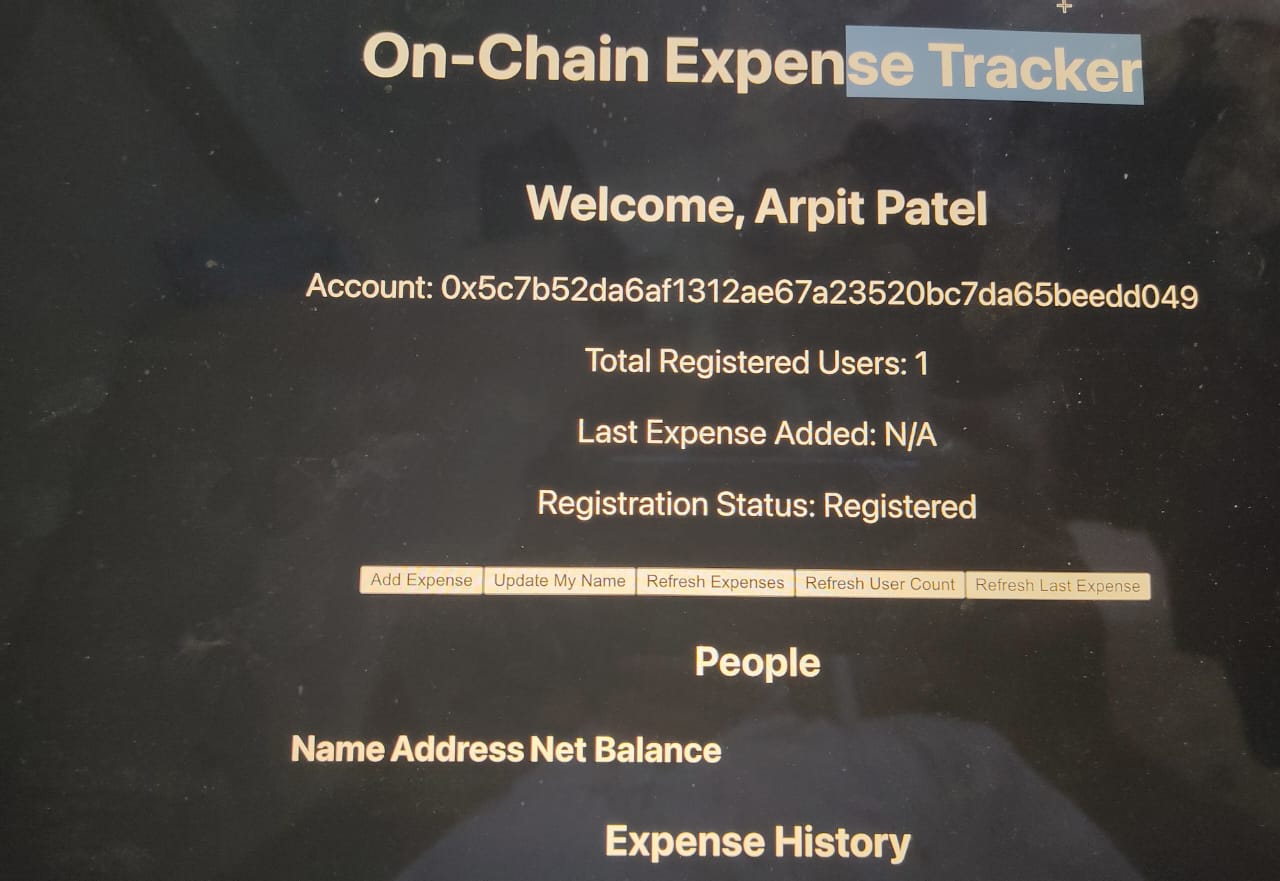 On-Chain Expense Tracker
Welcome, Arpit Patel
Account: 0x5c7b52da6af1312ae67a23520bc7da65beedd049
Total Registered Users: 1
Last Expense Added: N/A
Registration Status: Registered
Add Expense Update My Name Refresh Expenses Refresh User Count Refresh Last Expense
People
Name Address Net Balance
Expense History